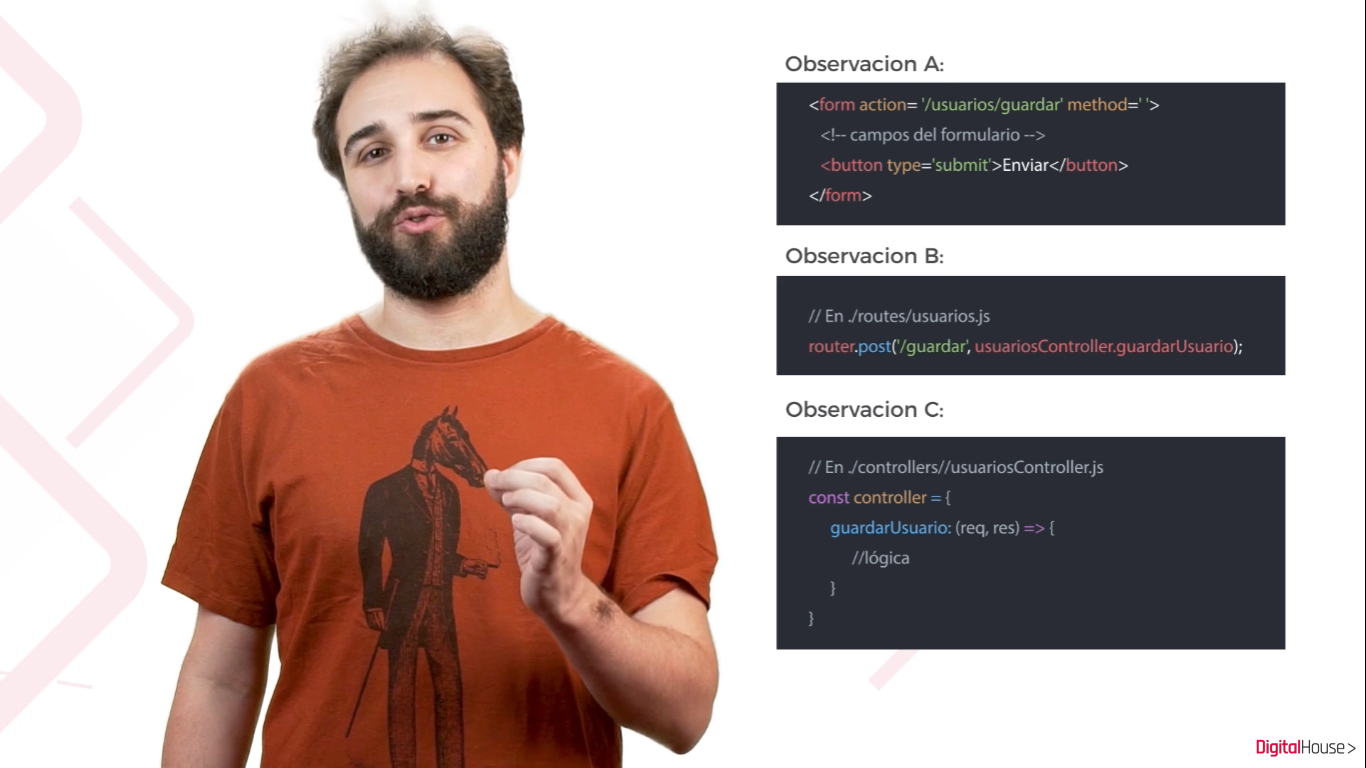 Observacion A:
<form action= '/usuarios/guardar' method=' '>
<!-- campos del formulario -->
<button type='submit'>Enviar</button>
</form>
Observacion B:
// En ./routes/usuarios.js
router.post('/guardar', usuariosController.guardarUsuario);
Observacion C:
// En ./controllers//usuariosController.js
const controller = {
guardarUsuario: (req, res) => {
//lógica
}
}
DigitalHouse>